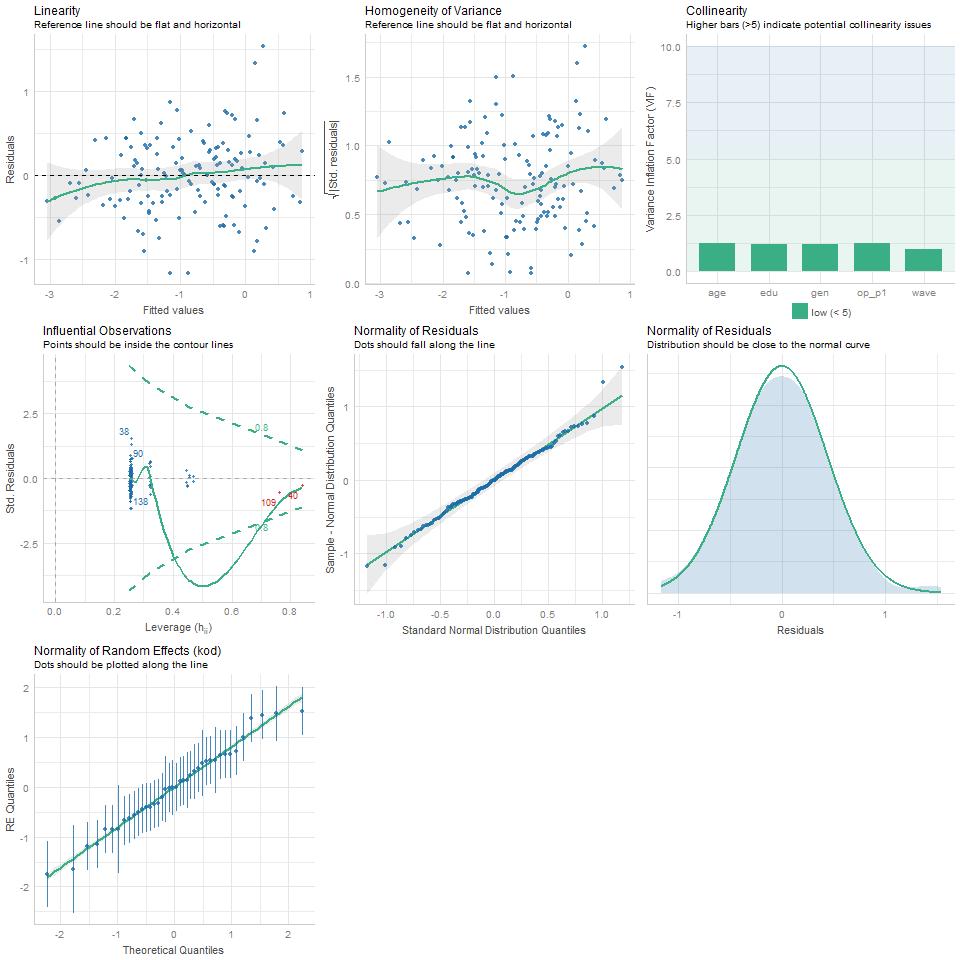 Linearity
Reference line should be flat and horizontal
Residuals
1
0
-1
-3
-2
-1
0
1
Fitted values
Homogeneity of Variance
Reference line should be flat and horizontal
√|Std. residuals|
1.5
1.0
0.5
0.0
-3
-2
-1
0
1
Fitted values
Collinearity
Higher bars (>5) indicate potential collinearity issues
Variance Inflation Factor (VIF)
10.0
7.5
5.0
2.5
0.0
age
edu
gen
op_p1
wave
low (< 5)
Influential Observations
Points should be inside the contour lines
Std. Residuals
2.5
0.0
-2.5
38
90
138
0.8
109
40
0.0
0.2
0.4
0.6
0.8
Leverage (hii)
Normality of Residuals
Dots should fall along the line
Sample - Normal Distribution Quantiles
1
0
-1
-1.0
-0.5
0.0
0.5
1.0
Standard Normal Distribution Quantiles
Normality of Residuals
Distribution should be close to the normal curve
-1
0
1
Residuals
Normality of Random Effects (kod)
Dots should be plotted along the line
RE Quantiles
2
1
0
-1
-2
-2
-1
0
1
2
Theoretical Quantiles